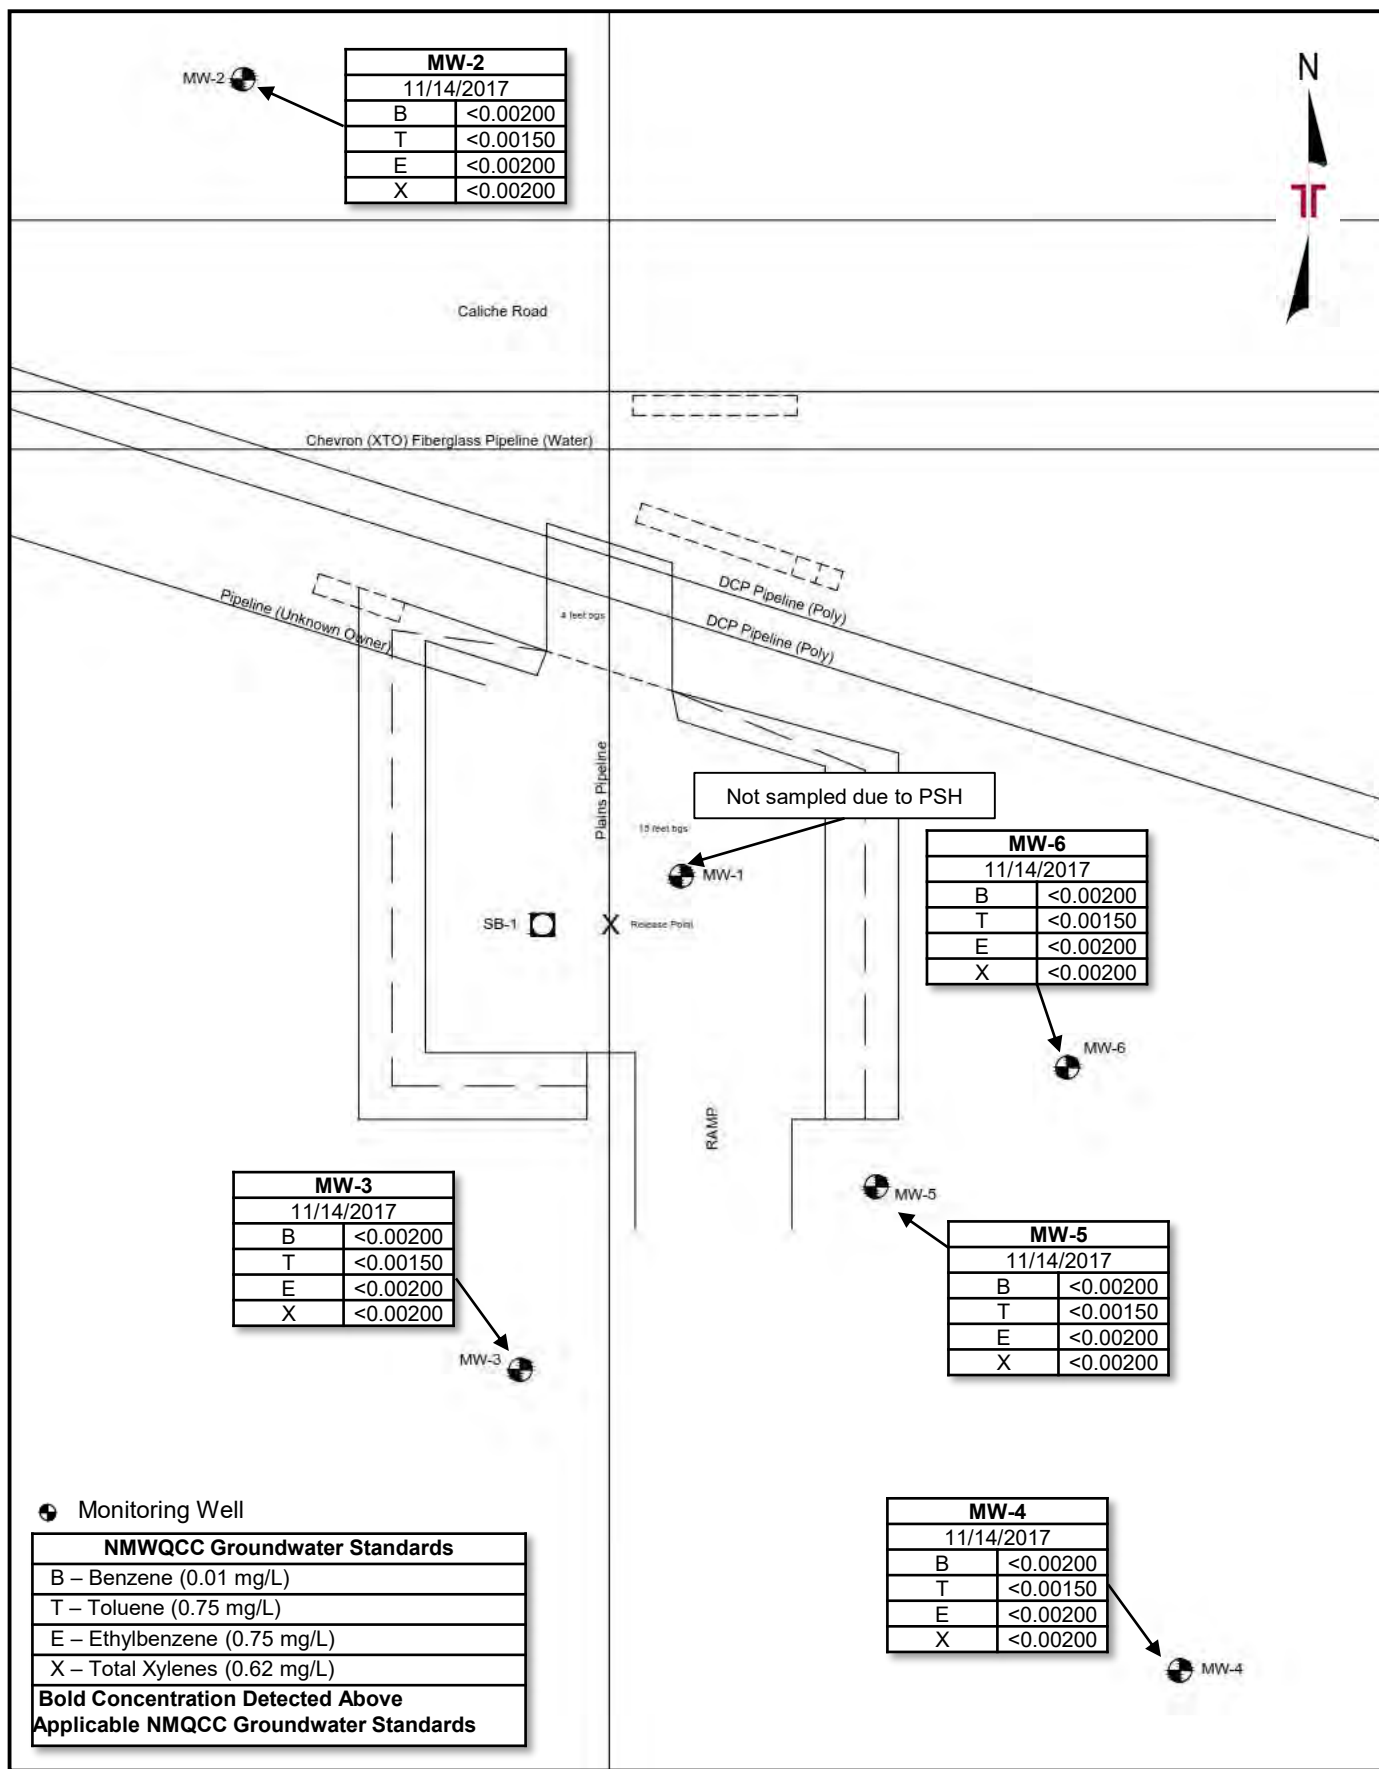 MW-2
MW-2
11/14/2017
B <0.00200
T <0.00150
E <0.00200
X <0.00200
N
Caliche Road
Chevron (XTO) Fiberglass Pipeline (Water)
Pipeline (Unknown Owner)
4 feet bgs
DCP Pipeline (Poly)
DCP Pipeline (Poly)
Plains Pipeline
Not sampled due to PSH
15 feet bgs
MW-1
SB-1
X Release Point
MW-6
11/14/2017
B <0.00200
T <0.00150
E <0.00200
X <0.00200
MW-6
RAMP
MW-3
11/14/2017
B <0.00200
T <0.00150
E <0.00200
X <0.00200
MW-3
MW-5
MW-5
11/14/2017
B <0.00200
T <0.00150
E <0.00200
X <0.00200
Monitoring Well
NMWQCC Groundwater Standards
B – Benzene (0.01 mg/L)
T – Toluene (0.75 mg/L)
E – Ethylbenzene (0.75 mg/L)
X – Total Xylenes (0.62 mg/L)
Bold Concentration Detected Above
Applicable NMQCC Groundwater Standards
MW-4
11/14/2017
B <0.00200
T <0.00150
E <0.00200
X <0.00200
MW-4